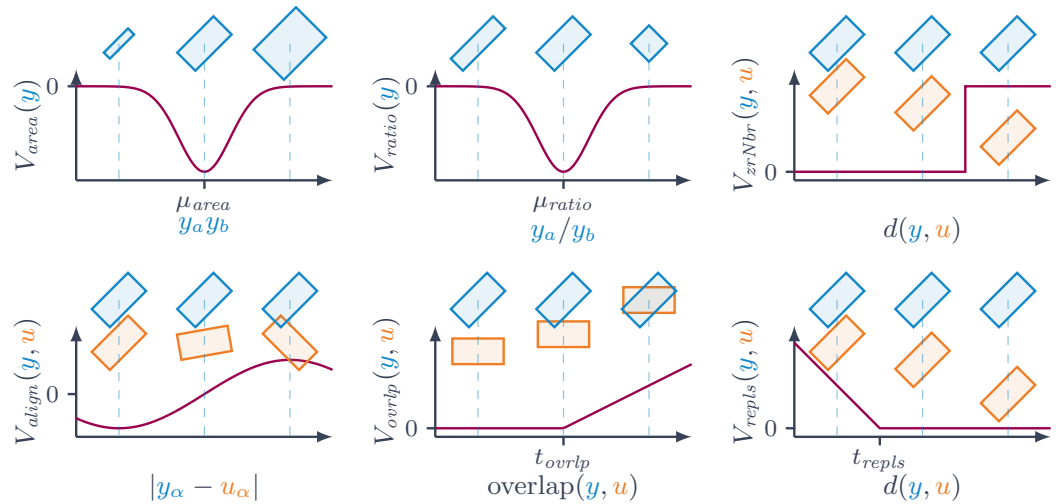 V_area(y)
0
μ_area
y_a y_b
V_ratio(y)
0
μ_ratio
y_a/y_b
V_zrNbr(y, u)
0
d(y, u)
V_align(y, u)
0
|y_α − u_α|
V_ovrlp(y, u)
0
t_ovrlp
overlap(y, u)
V_repls(y, u)
0
t_repls
d(y, u)